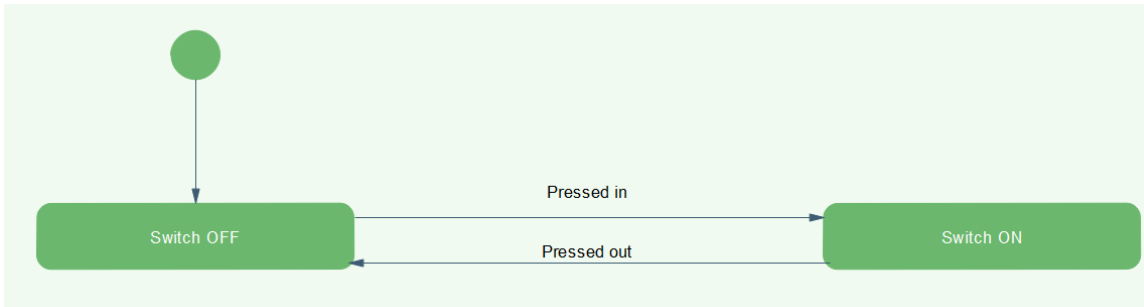 Pressed in
Switch OFF
Switch ON
Pressed out